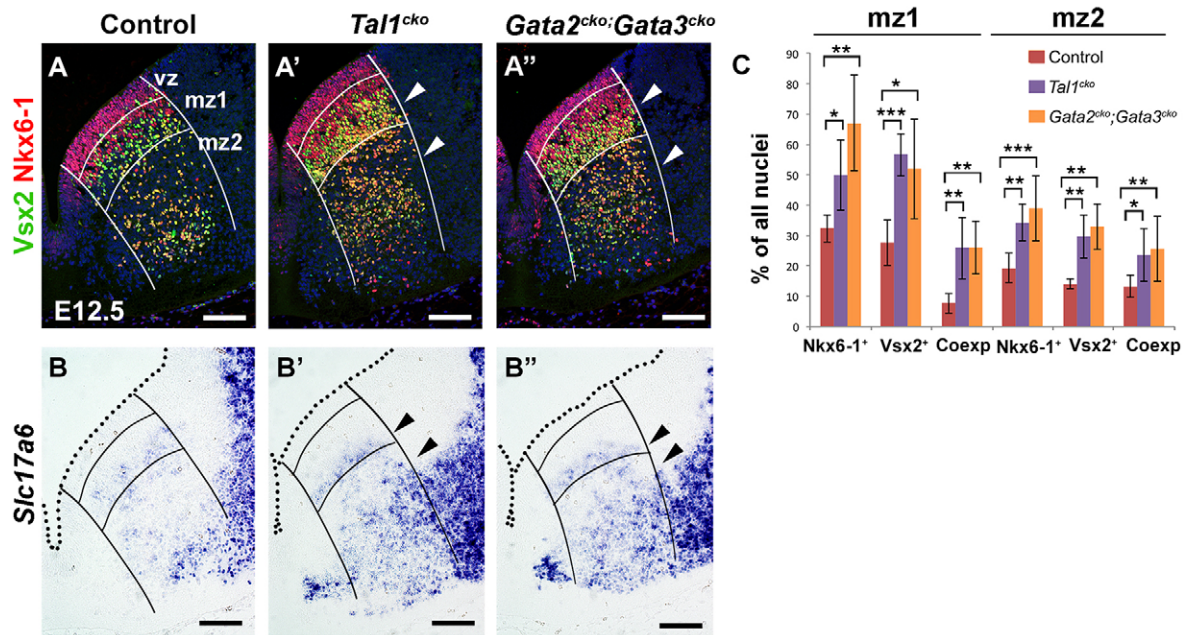 Control
Tal1cko
Gata2cko;Gata3cko
Vsx2 Nkx6-1
A
vz
mz1
mz2
E12.5
A'
A''
Slc17a6
B
B'
B''
C
mz1
mz2
% of all nuclei
90
80
70
60
50
40
30
20
10
0
Control
Tal1cko
Gata2cko;Gata3cko
*
**
***
*
**
**
**
***
**
**
*
**
Nkx6-1+ Vsx2+ Coexp Nkx6-1+ Vsx2+ Coexp